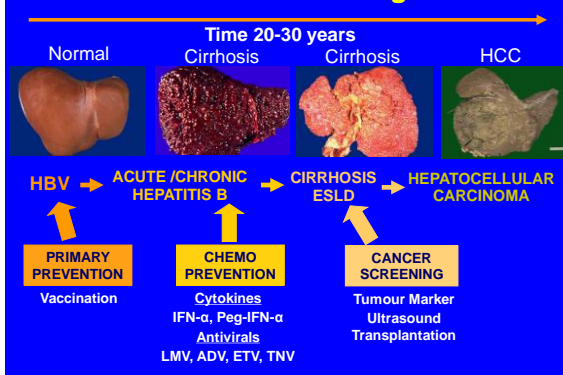 Time 20-30 years
Normal Cirrhosis Cirrhosis HCC
HBV ACUTE /CHRONIC HEPATITIS B CIRRHOSIS ESLD HEPATOCELLULAR CARCINOMA
PRIMARY PREVENTION
Vaccination
CHEMO PREVENTION
Cytokines
IFN-α, Peg-IFN-α
Antivirals
LMV, ADV, ETV, TNV
CANCER SCREENING
Tumour Marker
Ultrasound
Transplantation